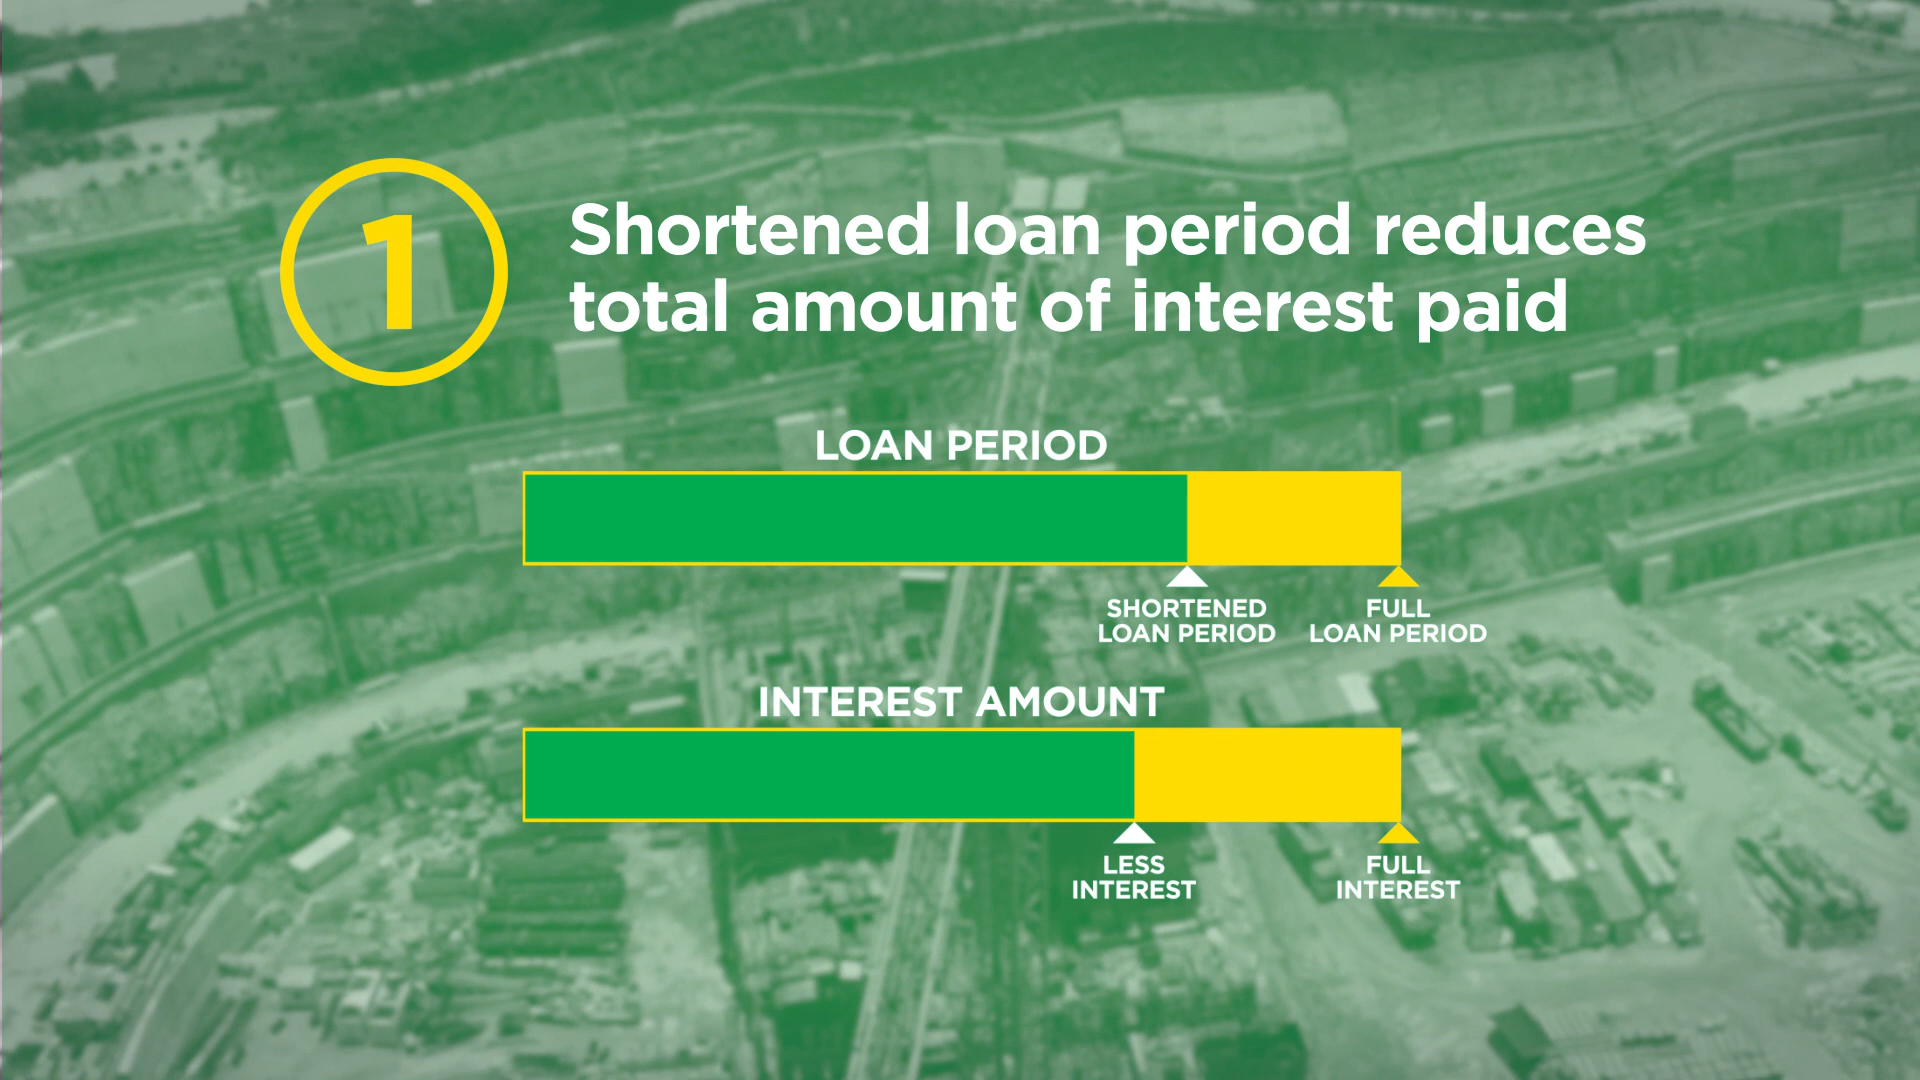 1
Shortened loan period reduces
total amount of interest paid
LOAN PERIOD
SHORTENED
LOAN PERIOD
FULL
LOAN PERIOD
INTEREST AMOUNT
LESS
INTEREST
FULL
INTEREST